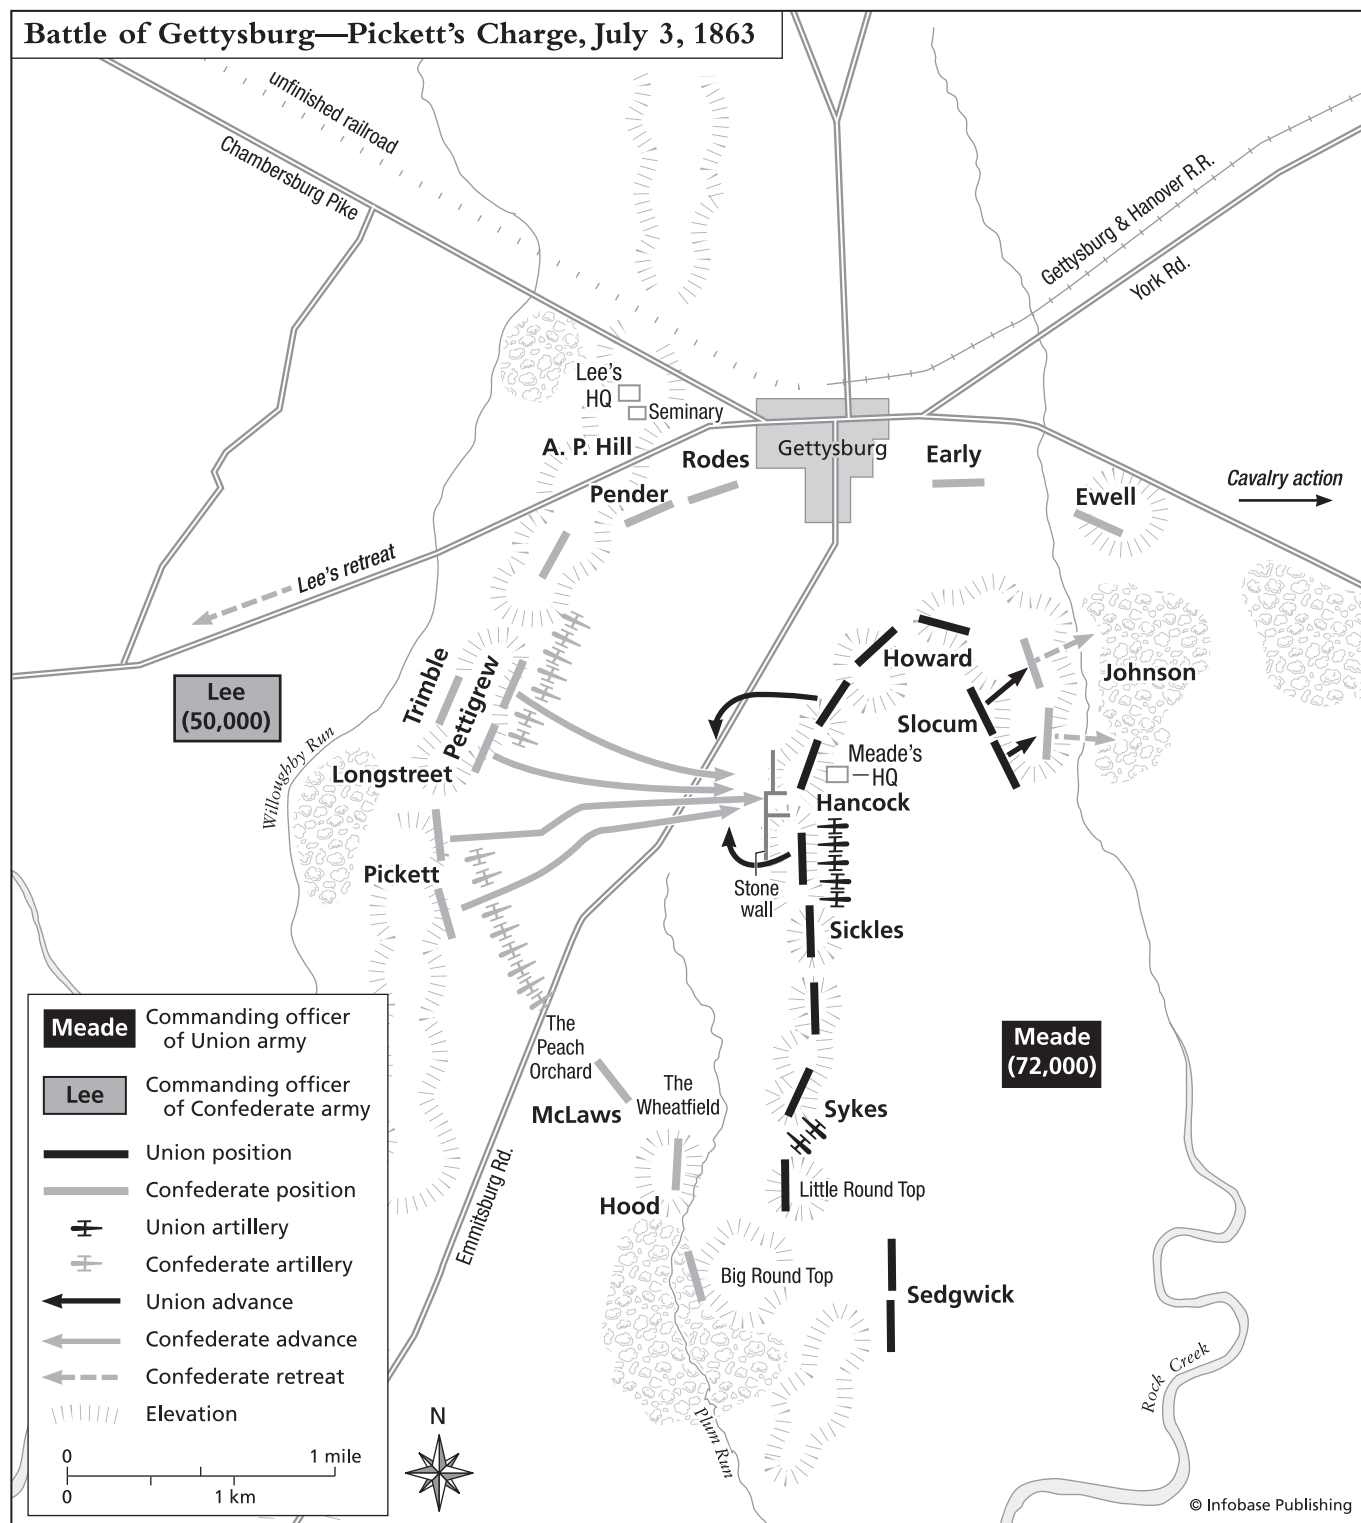 Battle of Gettysburg—Pickett's Charge, July 3, 1863
unfinished railroad
Chambersburg Pike
Gettysburg & Hanover R.R.
York Rd.
Lee's
HQ
Seminary
A. P. Hill
Rodes
Gettysburg
Early
Pender
Ewell
Cavalry action
Lee's retreat
Trimble
Pettigrew
Howard
Johnson
Lee
(50,000)
Slocum
Willoughby Run
Longstreet
Meade's
HQ
Hancock
Pickett
Stone
wall
Sickles
The
Peach
Orchard
McLaws
The
Wheatfield
Meade
(72,000)
Sykes
Emmitsburg Rd.
Hood
Little Round Top
Big Round Top
Sedgwick
Rock Creek
Plum Run
Meade
Commanding officer
of Union army
Lee
Commanding officer
of Confederate army
Union position
Confederate position
Union artillery
Confederate artillery
Union advance
Confederate advance
Confederate retreat
Elevation
0
1 mile
0
1 km
N
© Infobase Publishing